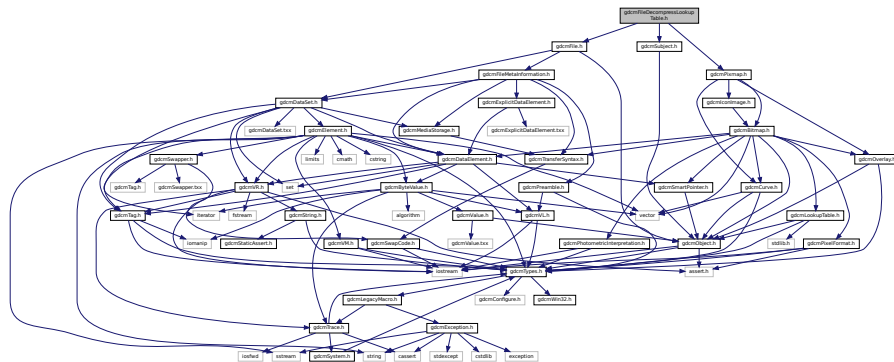 gdcmFileDecompressLookup
Table.h
gdcmFile.h
gdcmSubject.h
gdcmPixmap.h
gdcmFileMetaInformation.h
gdcmDataSet.h
gdcmExplicitDataElement.h
gdcmIconImage.h
gdcmDataSet.txx
gdcmElement.h
gdcmMediaStorage.h
gdcmExplicitDataElement.txx
gdcmBitmap.h
gdcmSwapper.h
limits
cmath
cstring
gdcmDataElement.h
gdcmTransferSyntax.h
gdcmOverlay.h
gdcmTag.h
gdcmSwapper.txx
gdcmVR.h
set
gdcmByteValue.h
gdcmPreamble.h
gdcmSmartPointer.h
gdcmCurve.h
gdcmTag.h
iterator
fstream
gdcmString.h
algorithm
gdcmValue.h
gdcmVL.h
vector
gdcmLookupTable.h
iomanip
gdcmStaticAssert.h
gdcmVM.h
gdcmSwapCode.h
gdcmValue.txx
gdcmPhotometricInterpretation.h
gdcmObject.h
stdlib.h
gdcmPixelFormat.h
iostream
gdcmTypes.h
assert.h
gdcmLegacyMacro.h
gdcmConfigure.h
gdcmWin32.h
gdcmTrace.h
gdcmException.h
iosfwd
sstream
gdcmSystem.h
string
cassert
stdexcept
cstdlib
exception